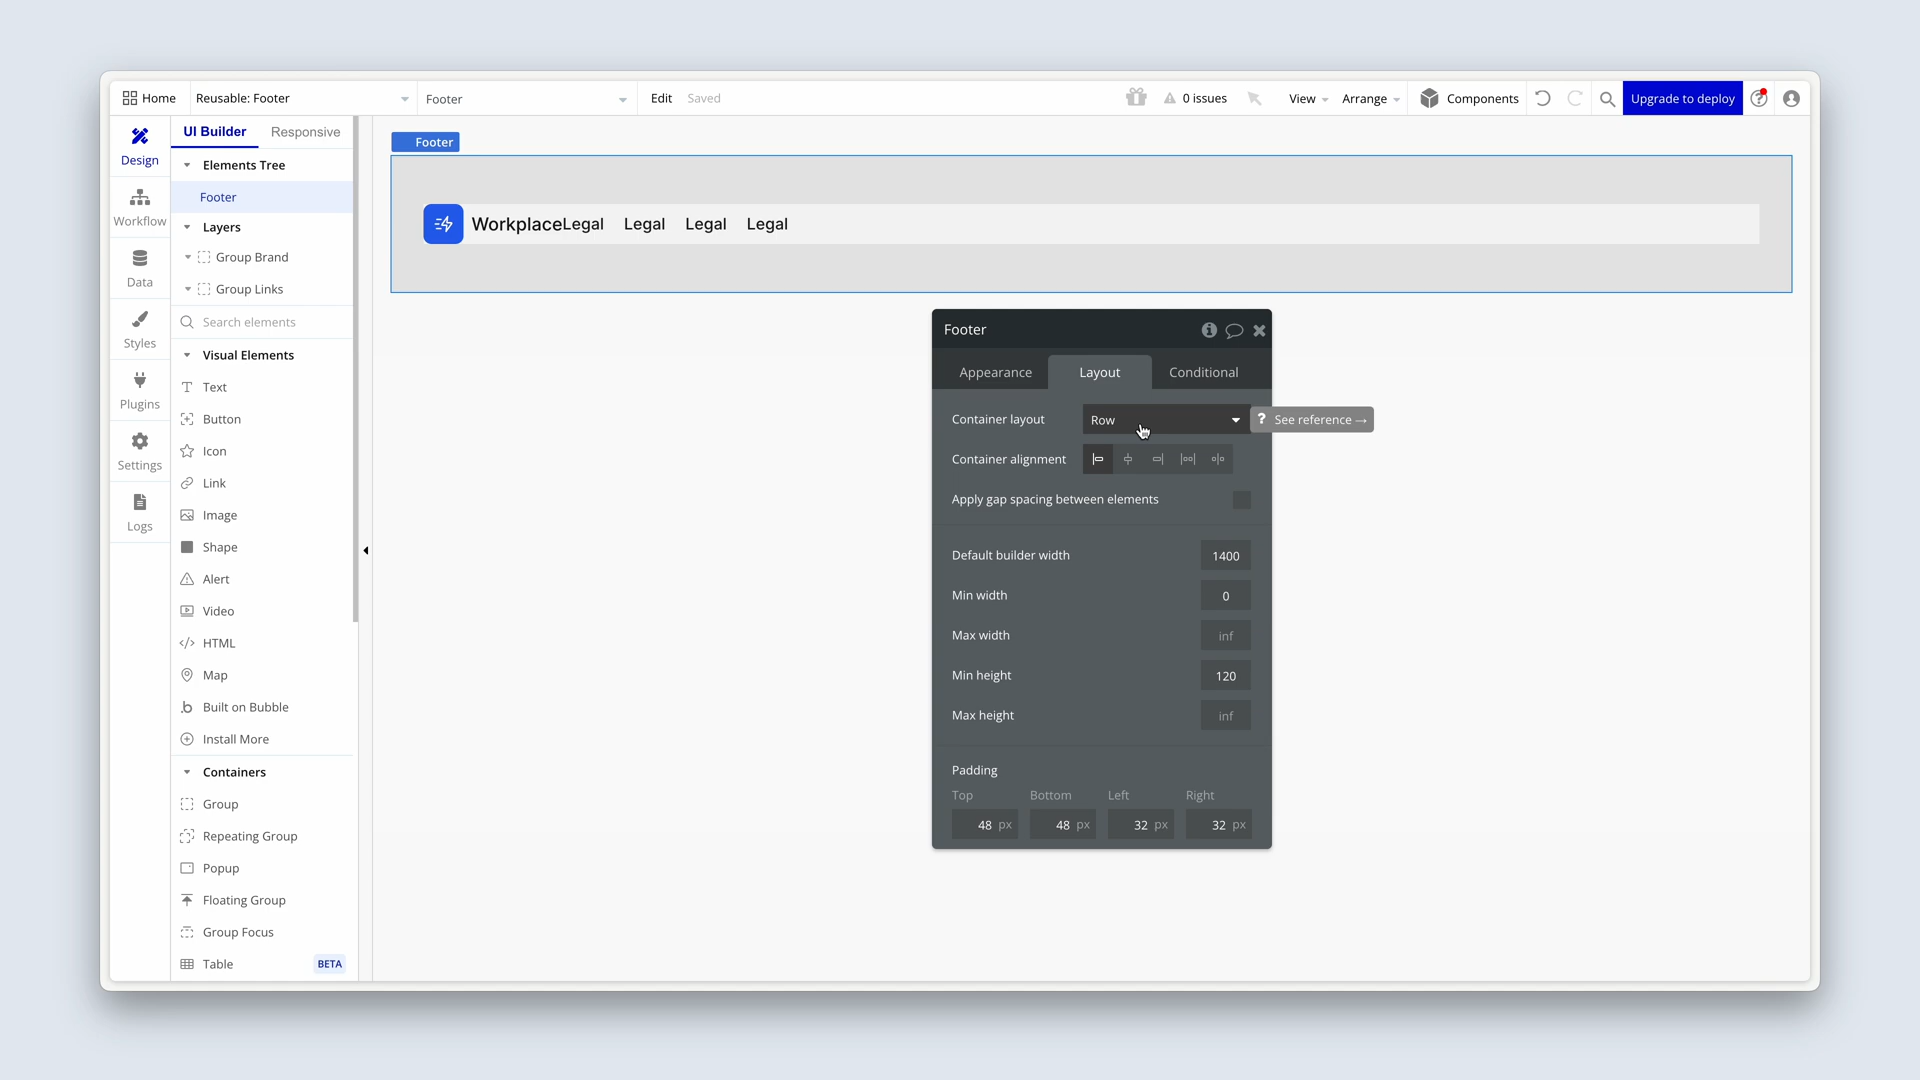 Home
Reusable: Footer
Footer
Edit
Saved
0 issues
View
Arrange
Components
Upgrade to deploy
Design
Workflow
Data
Styles
Plugins
Settings
Logs
UI Builder
Responsive
Elements Tree
Footer
Layers
Group Brand
Group Links
Search elements
Visual Elements
Text
Button
Icon
Link
Image
Shape
Alert
Video
HTML
Map
Built on Bubble
Install More
Containers
Group
Repeating Group
Popup
Floating Group
Group Focus
Table BETA
Footer
WorkplaceLegal Legal Legal Legal
Footer
Appearance Layout Conditional
Container layout Row
? See reference →
Container alignment
Apply gap spacing between elements
Default builder width 1400
Min width 0
Max width inf
Min height 120
Max height inf
Padding
Top Bottom Left Right
48 px 48 px 32 px 32 px